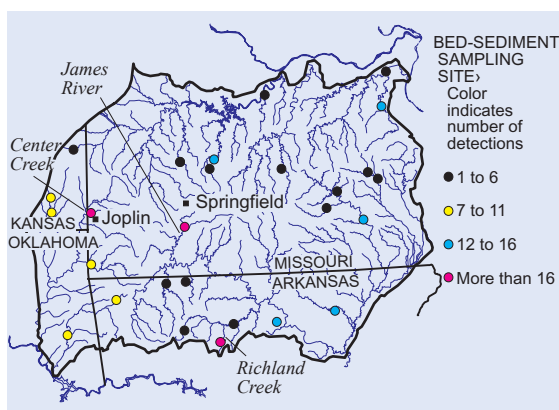 James
River
Center
Creek
Springfield
Joplin
KANSAS
OKLAHOMA
MISSOURI
ARKANSAS
Richland
Creek
BED-SEDIMENT
SAMPLING
SITE›
Color
indicates
number of
detections
1 to 6
7 to 11
12 to 16
More than 16